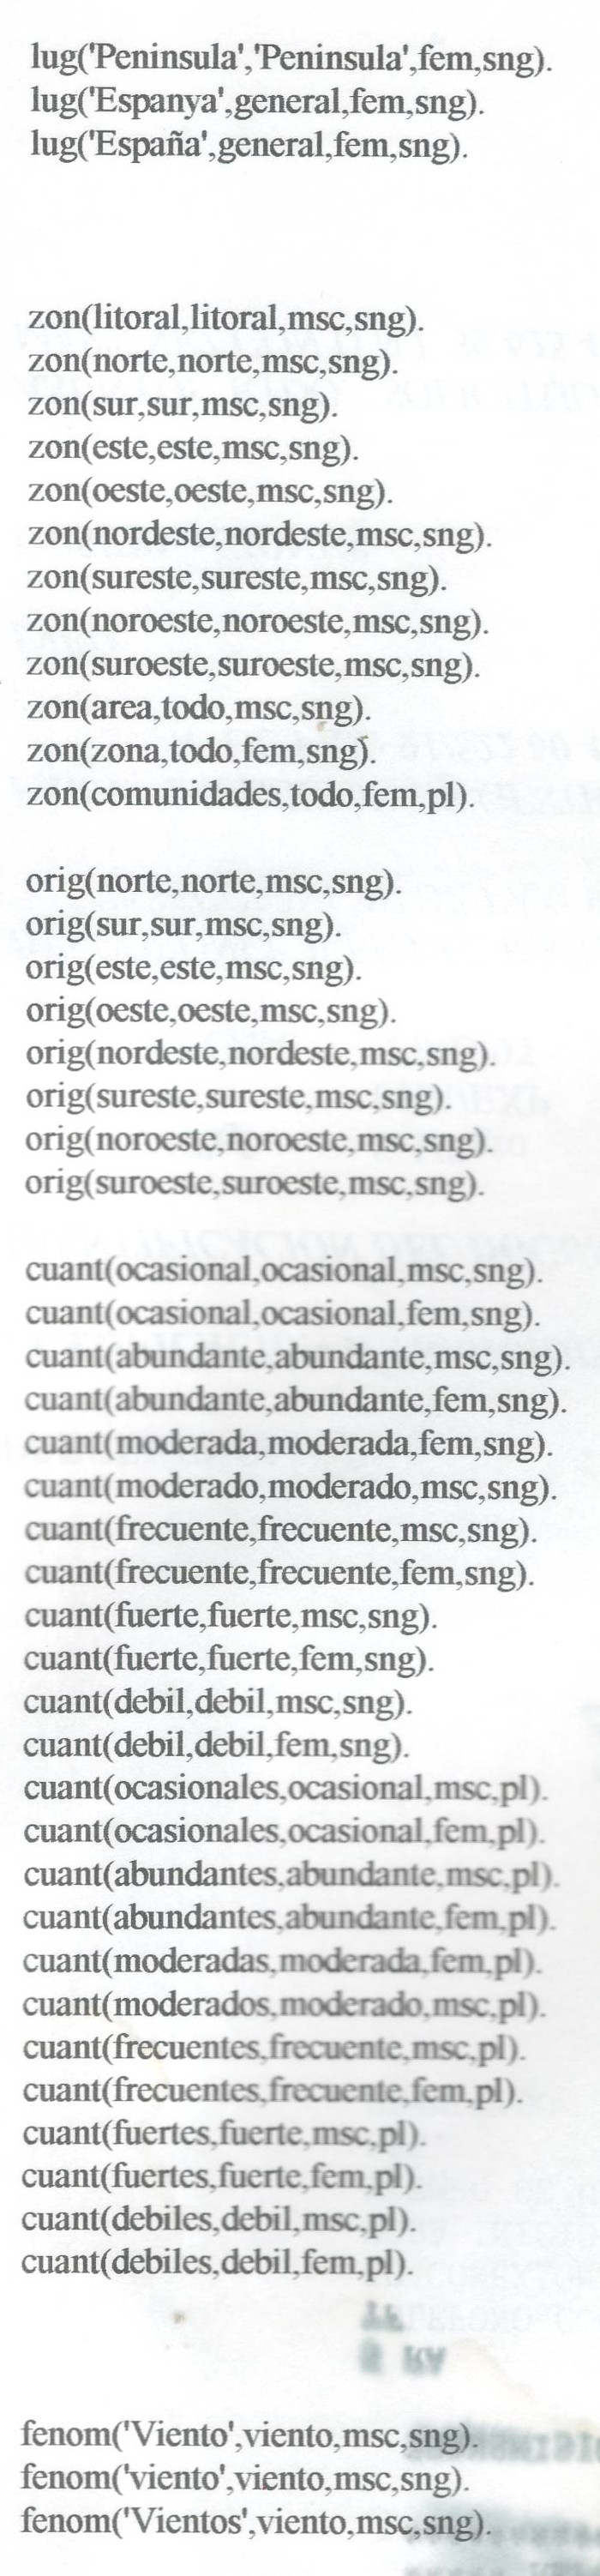 lug('Peninsula','Peninsula',fem,sng).
lug('Espanya',general,fem,sng).
lug('España',general,fem,sng).
zon(litoral,litoral,msc,sng).
zon(norte,norte,msc,sng).
zon(sur,sur,msc,sng).
zon(este,este,msc,sng).
zon(oeste,oeste,msc,sng).
zon(nordeste,nordeste,msc,sng).
zon(sureste,sureste,msc,sng).
zon(noroeste,noroeste,msc,sng).
zon(suroeste,suroeste,msc,sng).
zon(area,todo,msc,sng).
zon(zona,todo,fem,sng).
zon(comunidades,todo,fem,pl).
orig(norte,norte,msc,sng).
orig(sur,sur,msc,sng).
orig(este,este,msc,sng).
orig(oeste,oeste,msc,sng).
orig(nordeste,nordeste,msc,sng).
orig(sureste,sureste,msc,sng).
orig(noroeste,noroeste,msc,sng).
orig(suroeste,suroeste,msc,sng).
cuant(ocasional,ocasional,msc,sng).
cuant(ocasional,ocasional,fem,sng).
cuant(abundante,abundante,msc,sng).
cuant(abundante,abundante,fem,sng).
cuant(moderada,moderada,fem,sng).
cuant(moderado,moderado,msc,sng).
cuant(frecuente,frecuente,msc,sng).
cuant(frecuente,frecuente,fem,sng).
cuant(fuerte,fuerte,msc,sng).
cuant(fuerte,fuerte,fem,sng).
cuant(debil,debil,msc,sng).
cuant(debil,debil,fem,sng).
cuant(ocasionales,ocasional,msc,pl).
cuant(ocasionales,ocasional,fem,pl).
cuant(abundantes,abundante,msc,pl).
cuant(abundantes,abundante,fem,pl).
cuant(moderadas,moderada,fem,pl).
cuant(moderados,moderado,msc,pl).
cuant(frecuentes,frecuente,msc,pl).
cuant(frecuentes,frecuente,fem,pl).
cuant(fuertes,fuerte,msc,pl).
cuant(fuertes,fuerte,fem,pl).
cuant(debiles,debil,msc,pl).
cuant(debiles,debil,fem,pl).
fenom('Viento',viento,msc,sng).
fenom('viento',viento,msc,sng).
fenom('Vientos',viento,msc,sng).